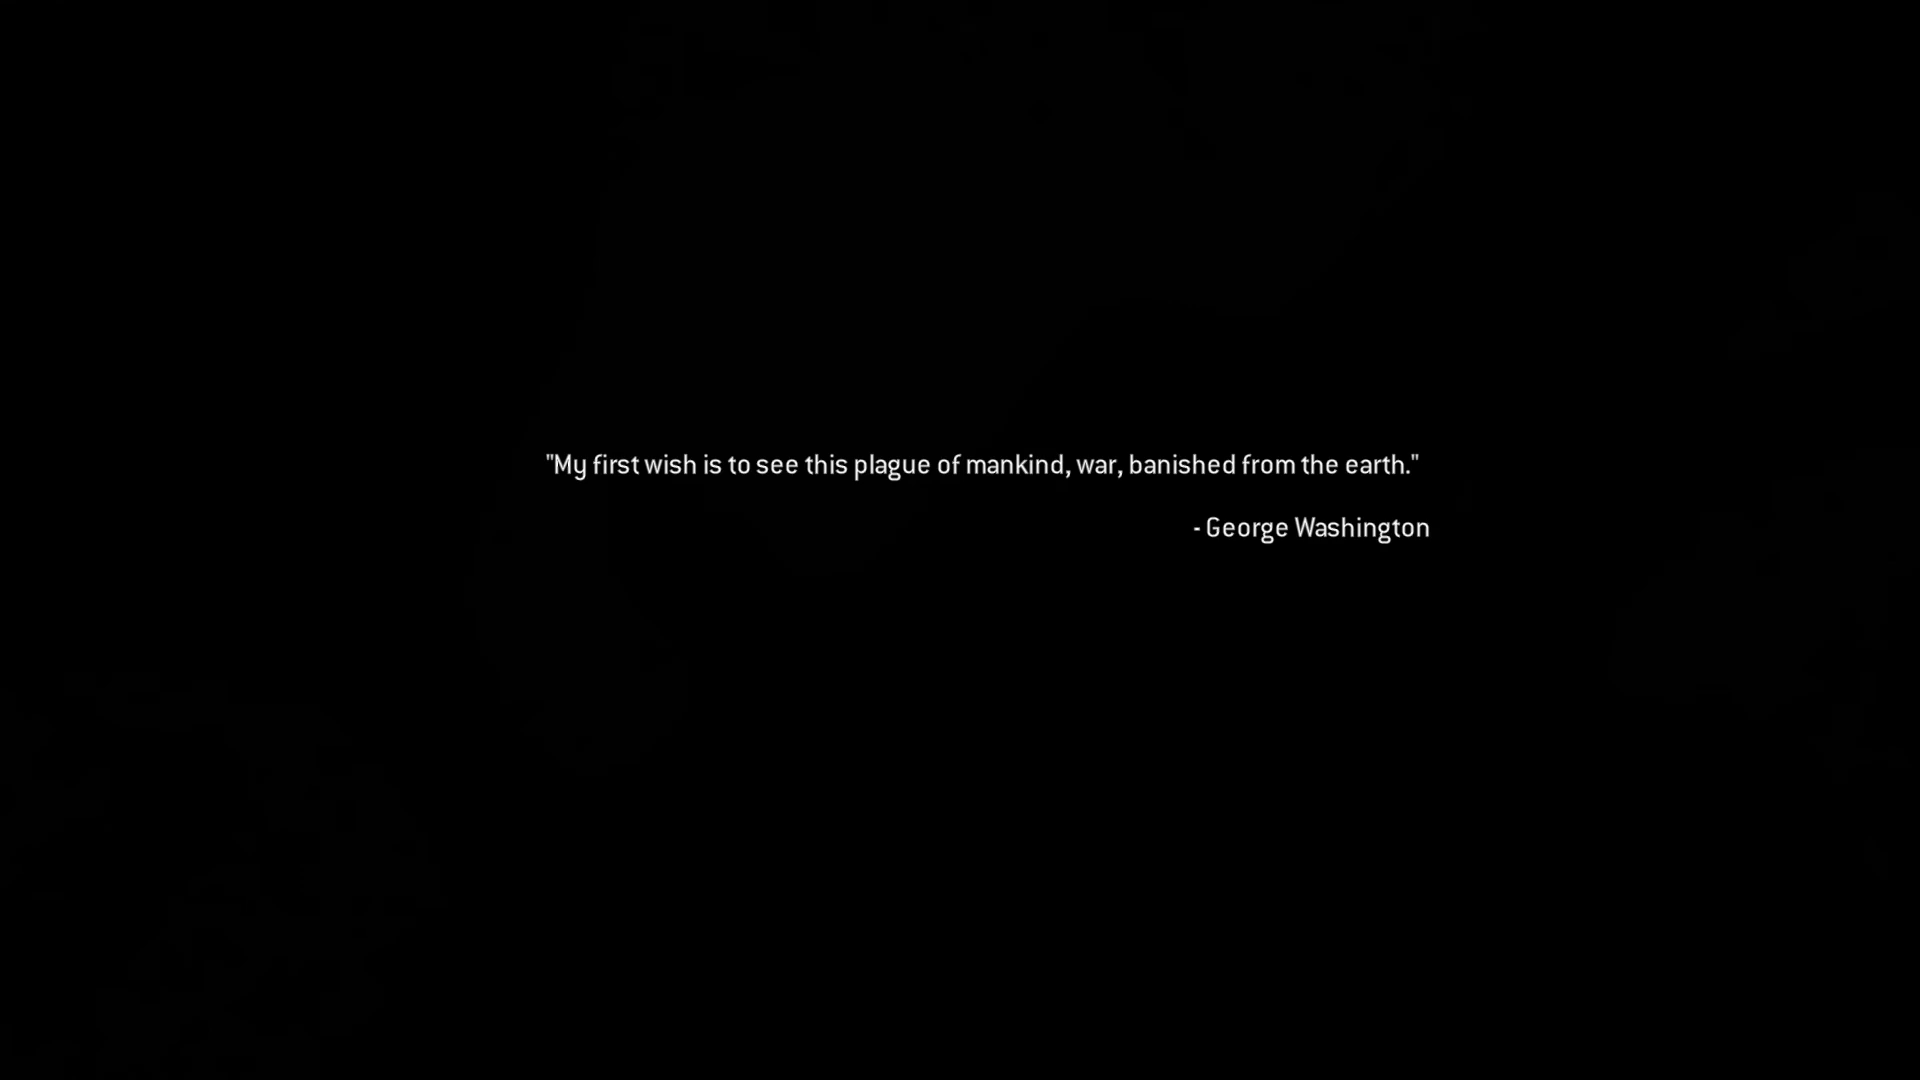 "My first wish is to see this plague of mankind, war, banished from the earth."
- George Washington